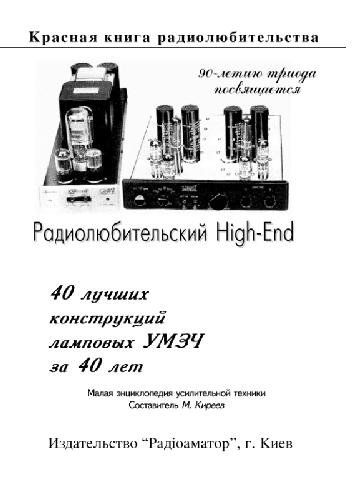 Красная книга радиолюбительства
90-летию триода
посвящается
Радиолюбительский High-End
40 лучших
конструкций
ламповых УМЗЧ
за 40 лет
Малая энциклопедия усилительной техники
Составитель М. Киреев
Издательство “Радіоаматор”, г. Киев